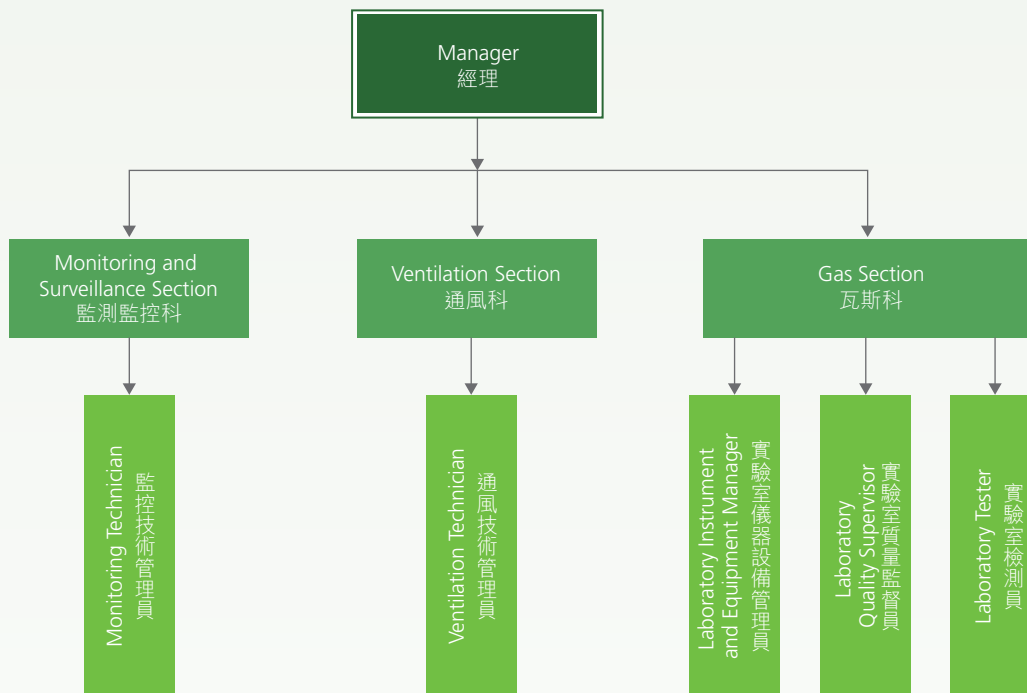 Manager
經理
Monitoring and
Surveillance Section
監測監控科
Ventilation Section
通風科
Gas Section
瓦斯科
Monitoring Technician
監控技術管理員
Ventilation Technician
通風技術管理員
Laboratory Instrument
and Equipment Manager
實驗室儀器設備管理員
Laboratory
Quality Supervisor
實驗室質量監督員
Laboratory Tester
實驗室檢測員